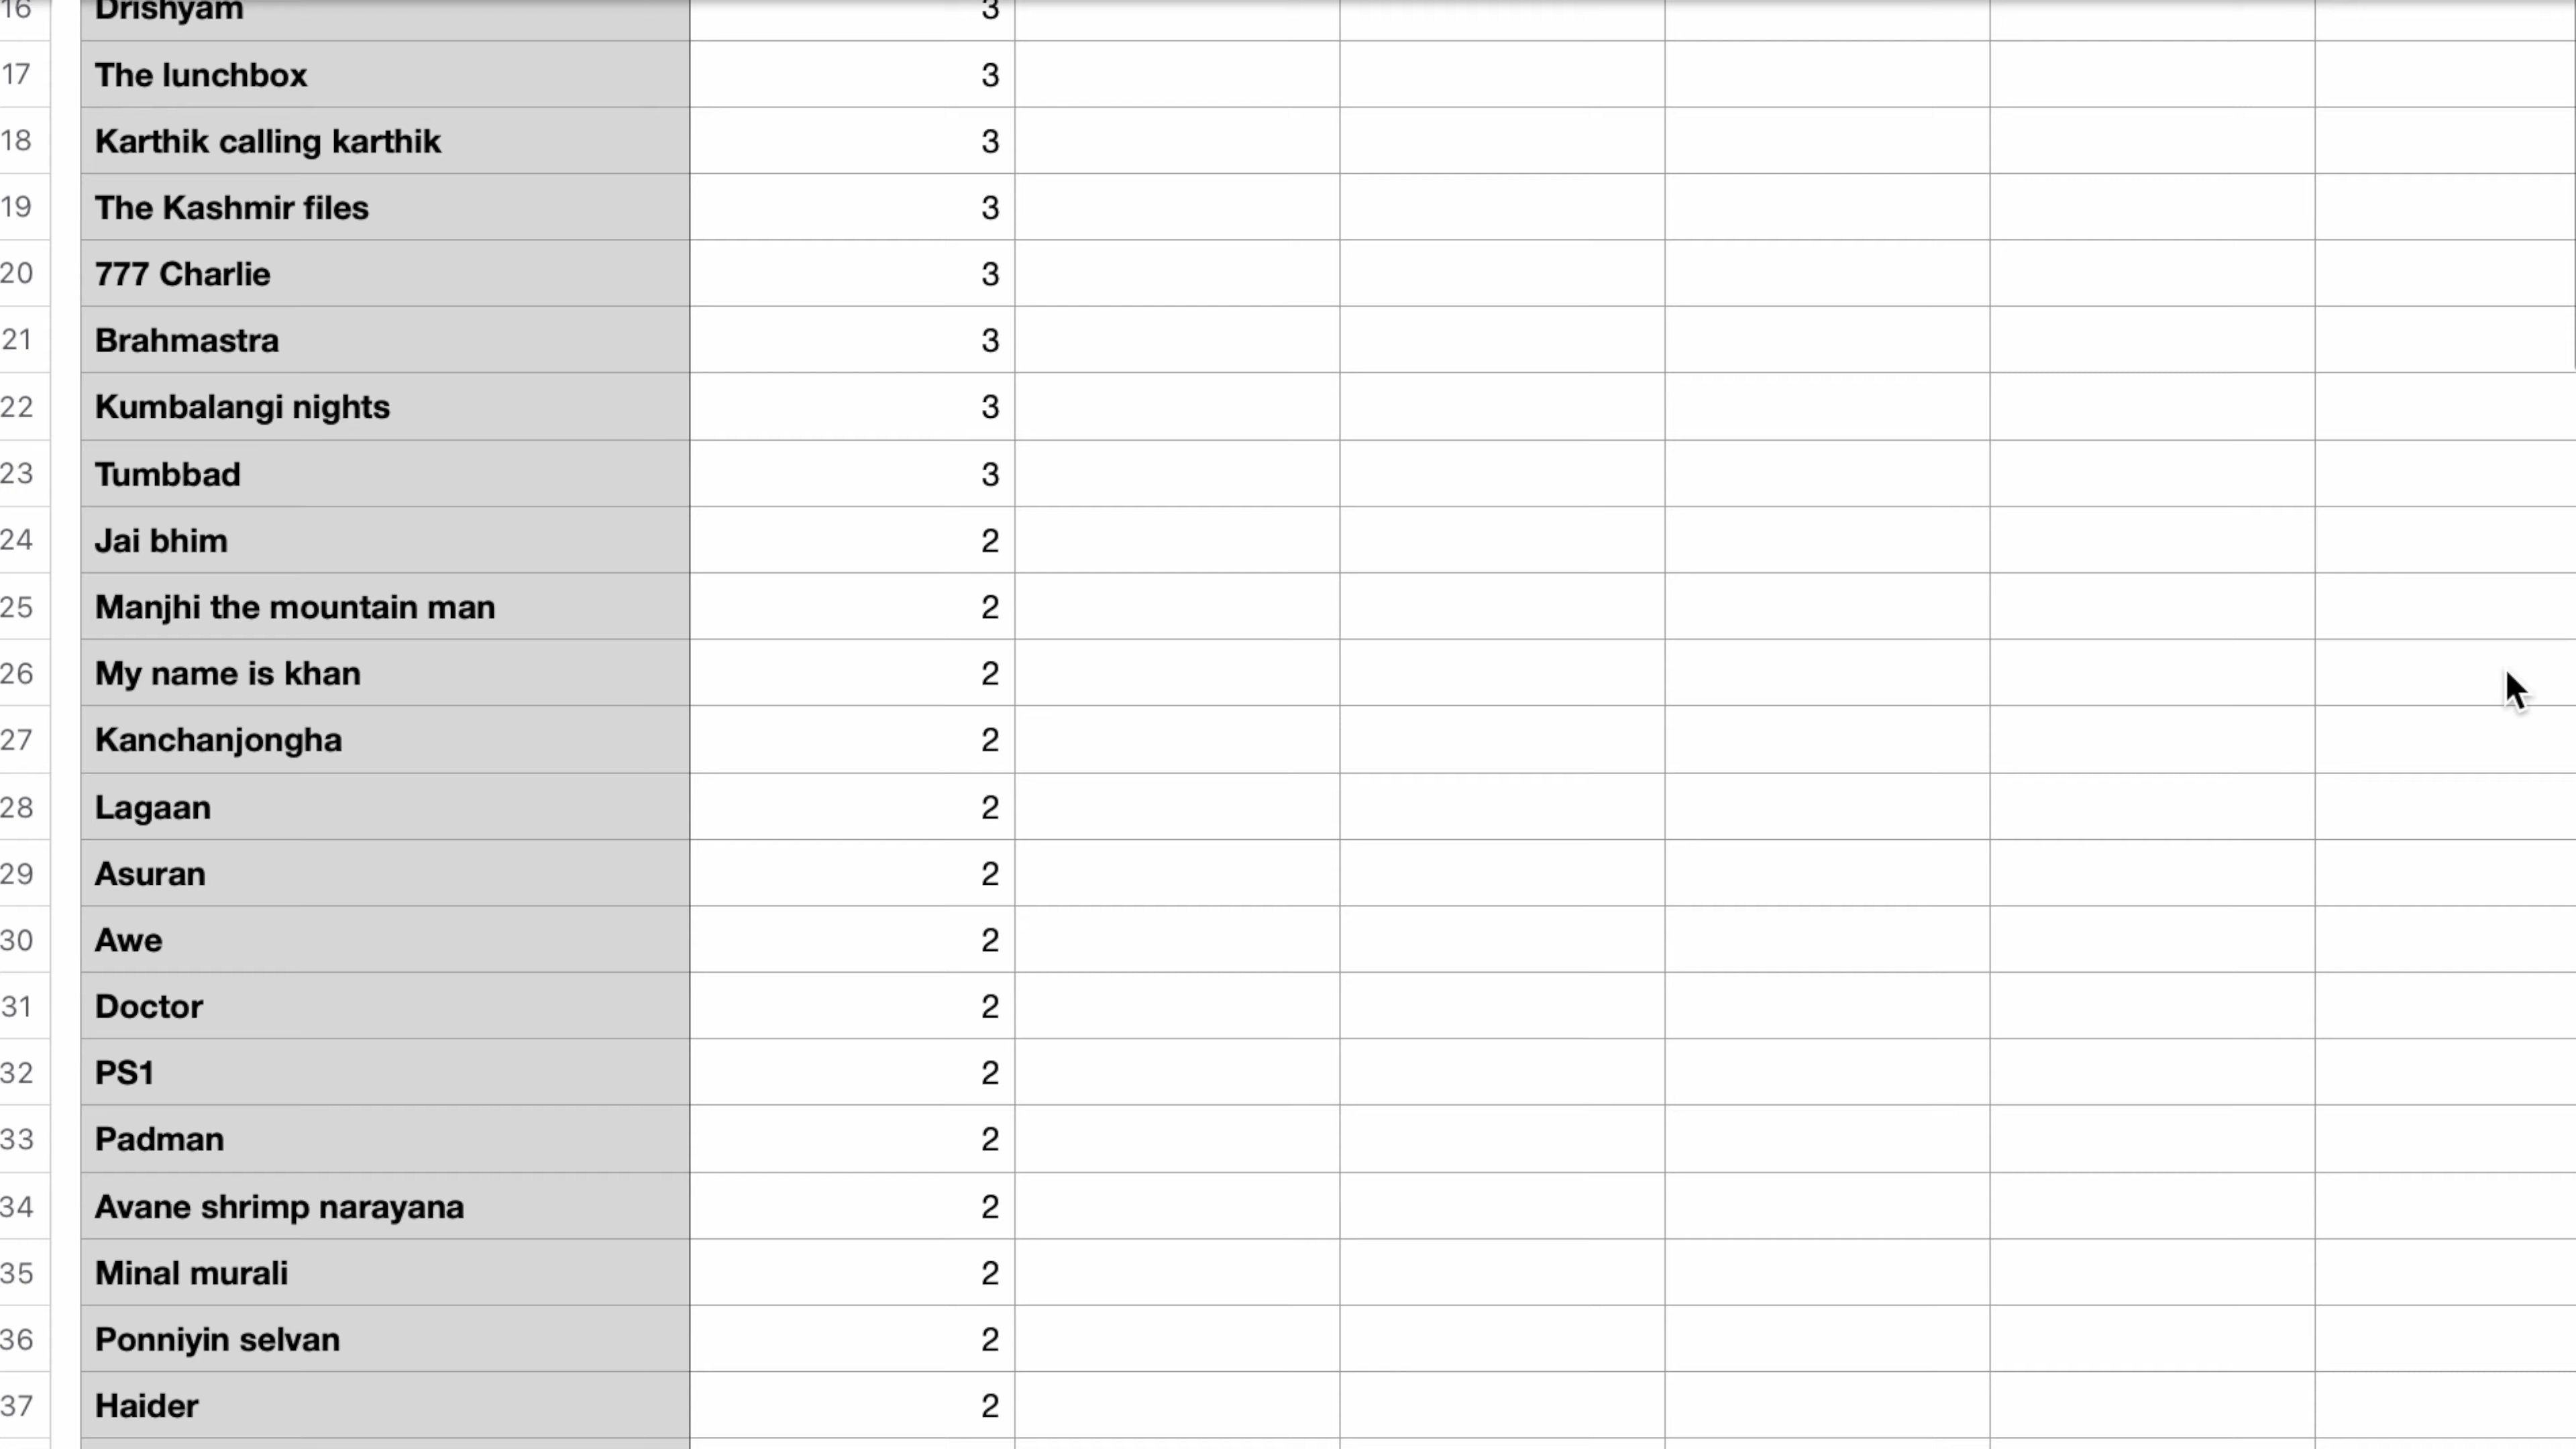 16 Drishyam 3
17 The lunchbox 3
18 Karthik calling karthik 3
19 The Kashmir files 3
20 777 Charlie 3
21 Brahmastra 3
22 Kumbalangi nights 3
23 Tumbbad 3
24 Jai bhim 2
25 Manjhi the mountain man 2
26 My name is khan 2
27 Kanchanjongha 2
28 Lagaan 2
29 Asuran 2
30 Awe 2
31 Doctor 2
32 PS1 2
33 Padman 2
34 Avane shrimp narayana 2
35 Minal murali 2
36 Ponniyin selvan 2
37 Haider 2